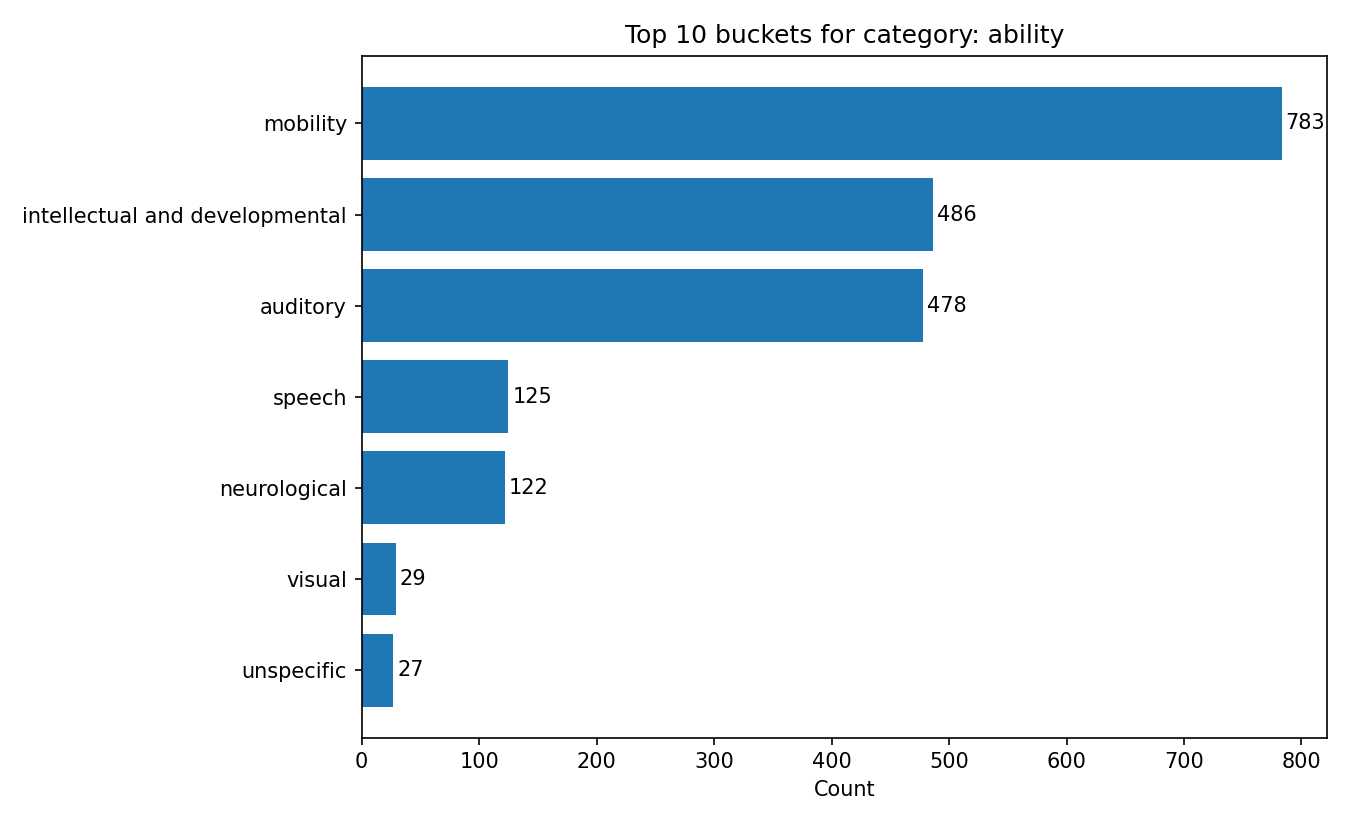 Top 10 buckets for category: ability
mobility
783
intellectual and developmental
486
auditory
478
speech
125
neurological
122
visual
29
unspecific
27
0 100 200 300 400 500 600 700 800
Count